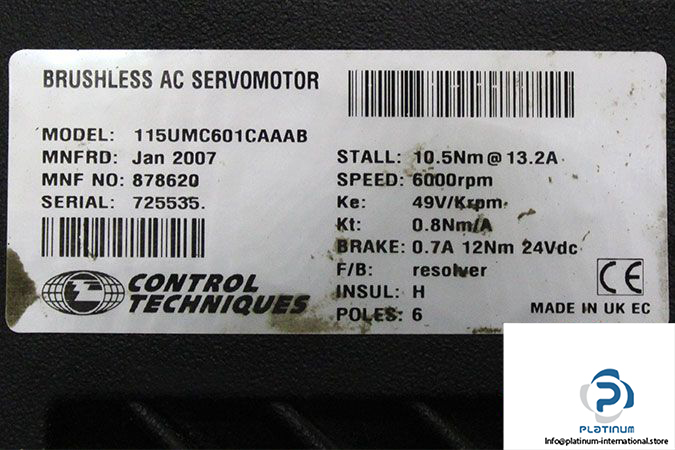 BRUSHLESS AC SERVOMOTOR
MODEL: 115UMC601CAAAB
MNFRD: Jan 2007
MNF NO: 878620
SERIAL: 725535.
CONTROL
TECHNIQUES
STALL: 10.5Nm@13.2A
SPEED: 6000rpm
Ke: 49V/Krpm
Kt: 0.8Nm/A
BRAKE: 0.7A 12Nm 24Vdc
F/B: resolver
INSUL: H
POLES: 6
CE
MADE IN UK EC
PLATINUM
Info@platinum-international.store